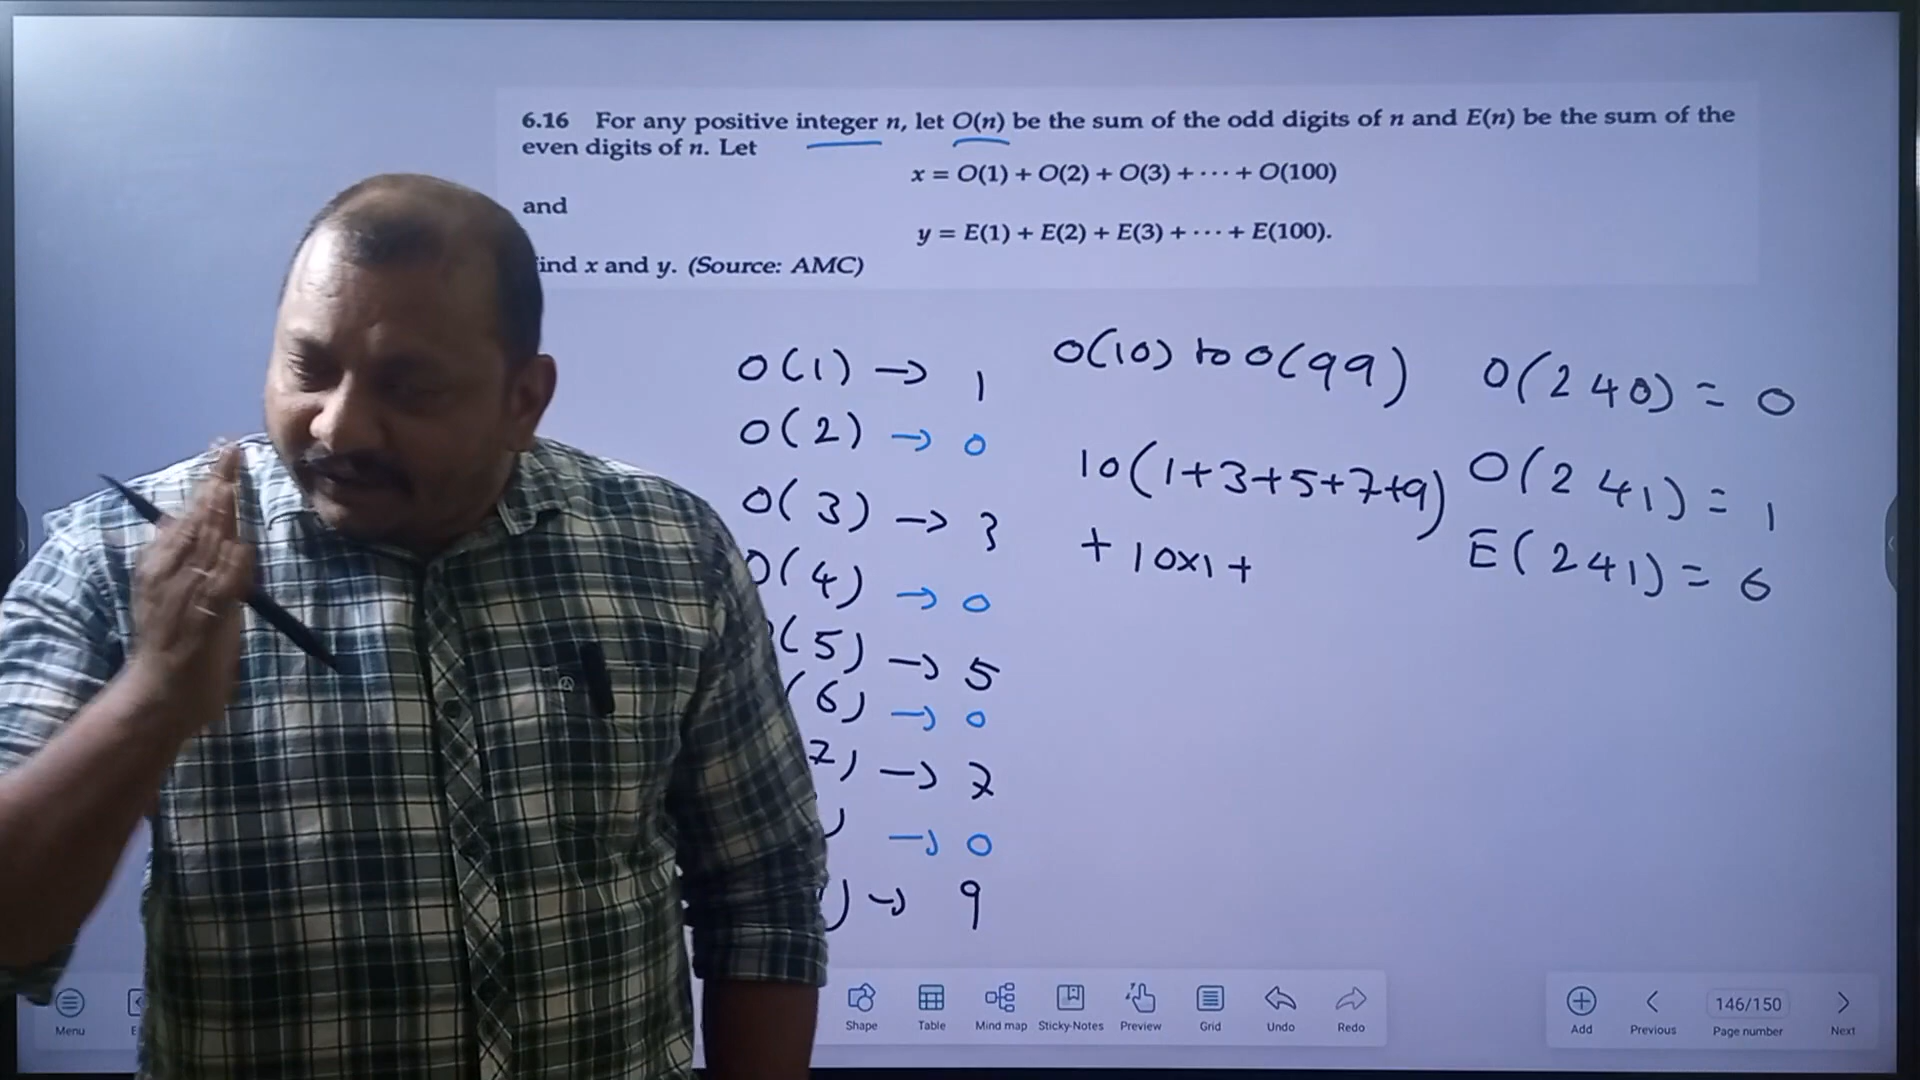 6.16 For any positive integer n, let O(n) be the sum of the odd digits of n and E(n) be the sum of the
even digits of n. Let
x = O(1) + O(2) + O(3) + ··· + O(100)
and
y = E(1) + E(2) + E(3) + ··· + E(100).
ind x and y. (Source: AMC)
O(1) → 1
O(2) → 0
O(3) → 3
O(4) → 0
(5) → 5
(6) → 0
7) → 7
) → 0
) → 9
O(10) to O(99)
10(1+3+5+7+9)
+ 10x1 +
O(240) = 0
O(241) = 1
E(241) = 6
Menu
E
Shape
Table
Mind map
Sticky-Notes
Preview
Grid
Undo
Redo
Add
Previous
146/150
Page number
Next